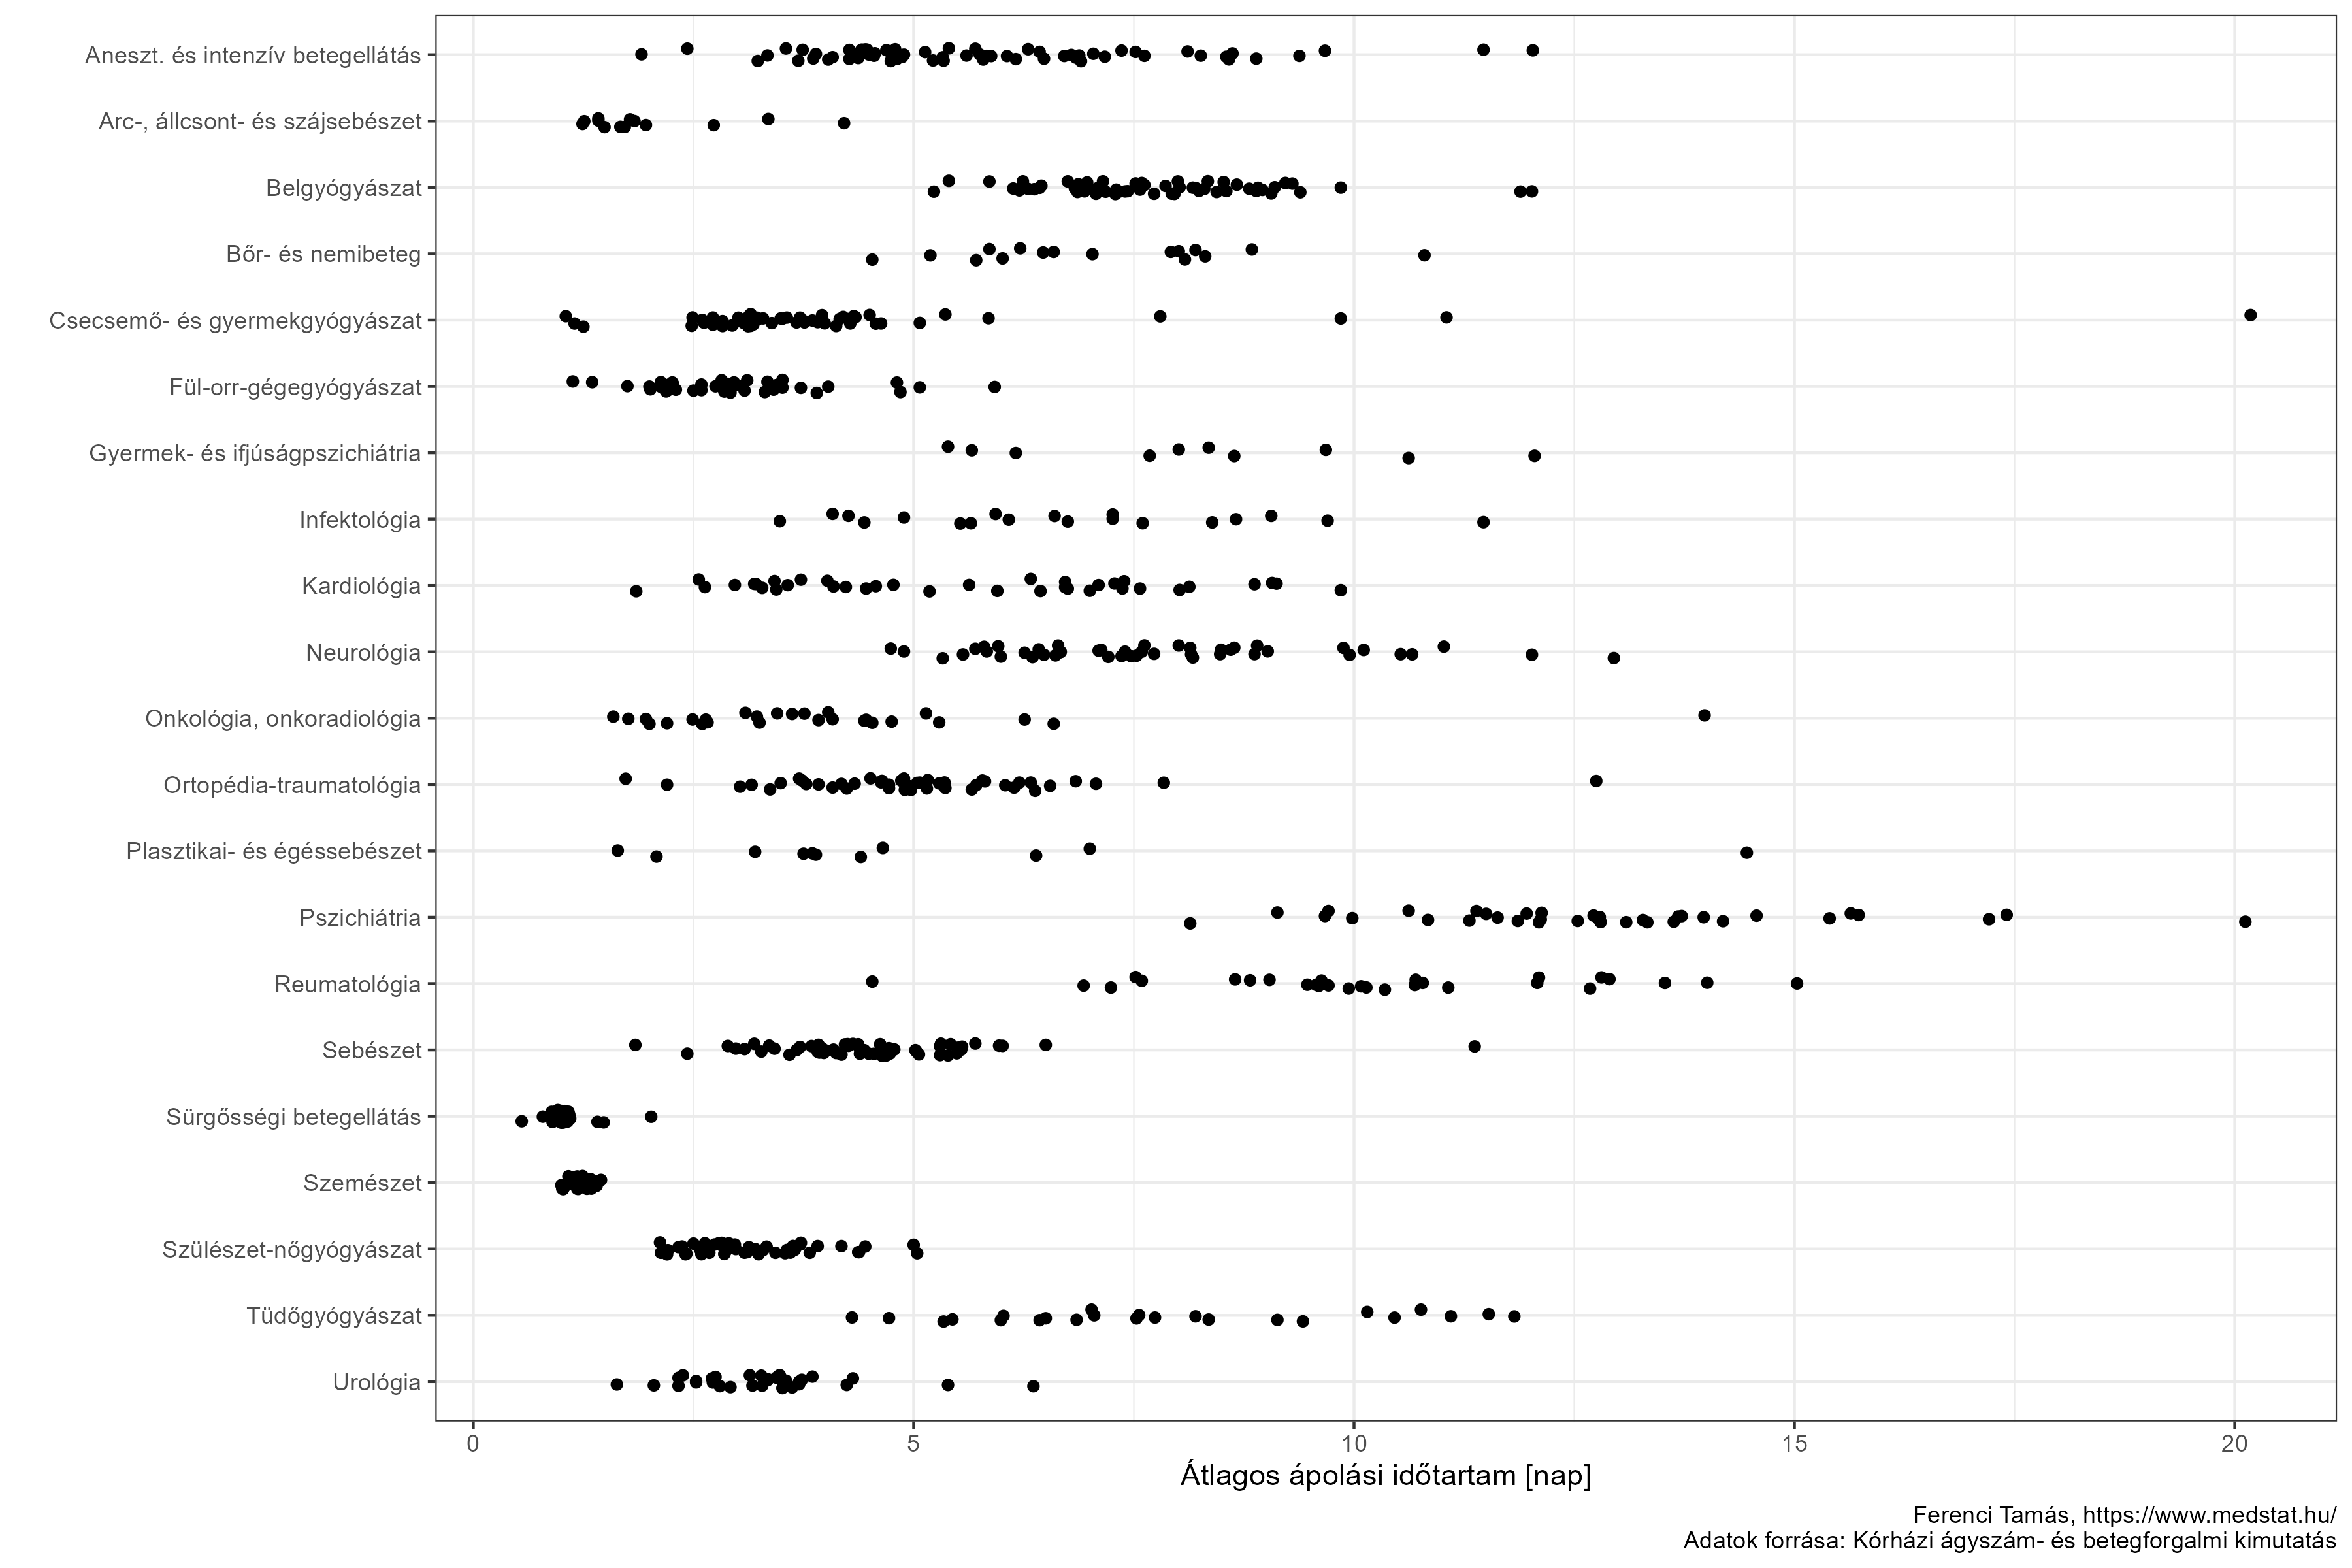 Aneszt. és intenzív betegellátás
Arc-, állcsont- és szájsebészet
Belgyógyászat
Bőr- és nemibeteg
Csecsemő- és gyermekgyógyászat
Fül-orr-gégegyógyászat
Gyermek- és ifjúságpszichiátria
Infektológia
Kardiológia
Neurológia
Onkológia, onkoradiológia
Ortopédia-traumatológia
Plasztikai- és égéssebészet
Pszichiátria
Reumatológia
Sebészet
Sürgősségi betegellátás
Szemészet
Szülészet-nőgyógyászat
Tüdőgyógyászat
Urológia
0 5 10 15 20
Átlagos ápolási időtartam [nap]
Ferenci Tamás, https://www.medstat.hu/
Adatok forrása: Kórházi ágyszám- és betegforgalmi kimutatás